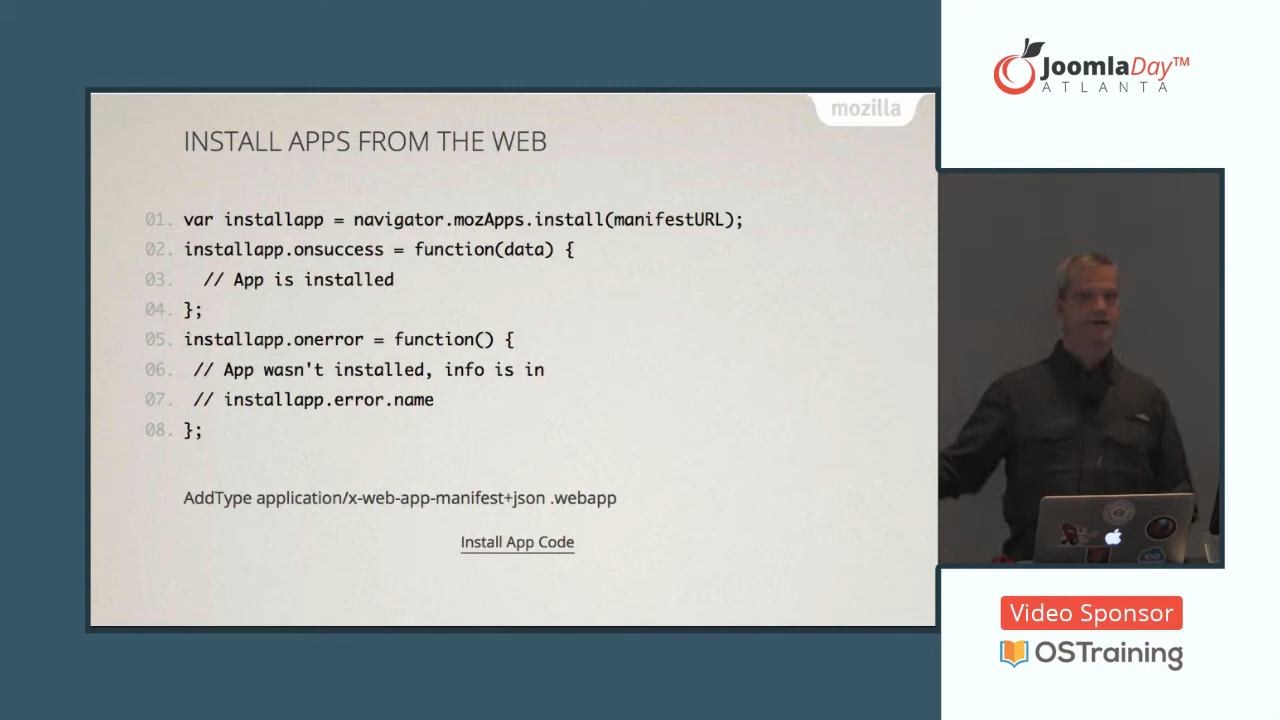 mozilla
INSTALL APPS FROM THE WEB
01. var installapp = navigator.mozApps.install(manifestURL);
02. installapp.onsuccess = function(data) {
03.   // App is installed
04. };
05. installapp.onerror = function() {
06.  // App wasn't installed, info is in
07.  // installapp.error.name
08. };
AddType application/x-web-app-manifest+json .webapp
Install App Code
JoomlaDay™
ATLANTA
Video Sponsor
OSTraining